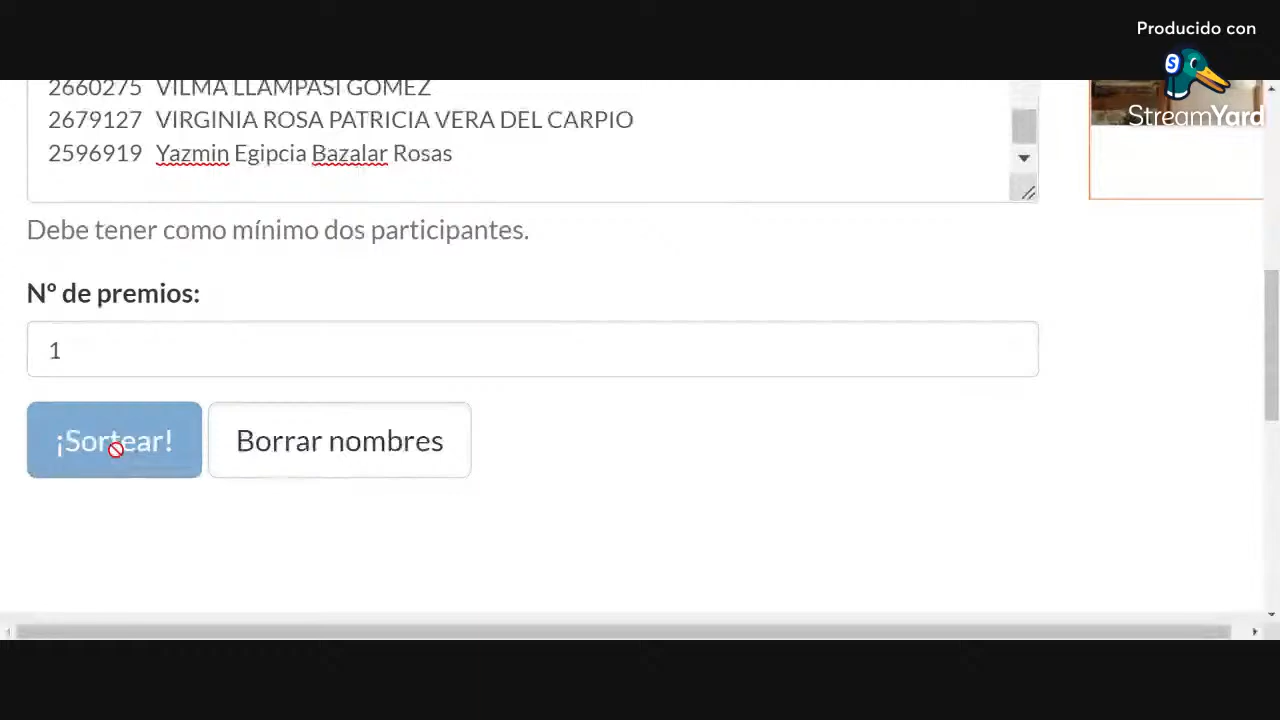 Producido con
StreamYard
2660275 VILMA LLAMPASI GOMEZ
2679127 VIRGINIA ROSA PATRICIA VERA DEL CARPIO
2596919 Yazmin Egipcia Bazalar Rosas
Debe tener como mínimo dos participantes.
Nº de premios:
1
¡Sortear!
Borrar nombres